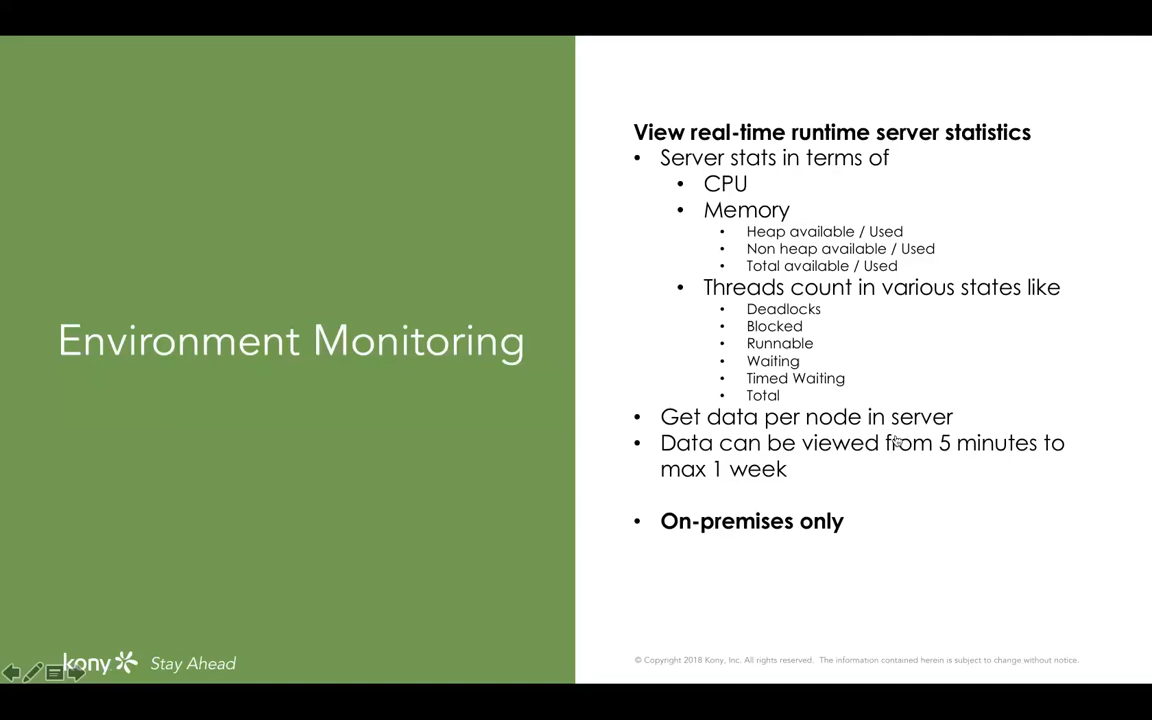 Environment Monitoring
View real-time runtime server statistics
• Server stats in terms of
• CPU
• Memory
• Heap available / Used
• Non heap available / Used
• Total available / Used
• Threads count in various states like
• Deadlocks
• Blocked
• Runnable
• Waiting
• Timed Waiting
• Total
• Get data per node in server
• Data can be viewed from 5 minutes to
max 1 week
• On-premises only
kony Stay Ahead
© Copyright 2018 Kony, Inc. All rights reserved. The information contained herein is subject to change without notice.